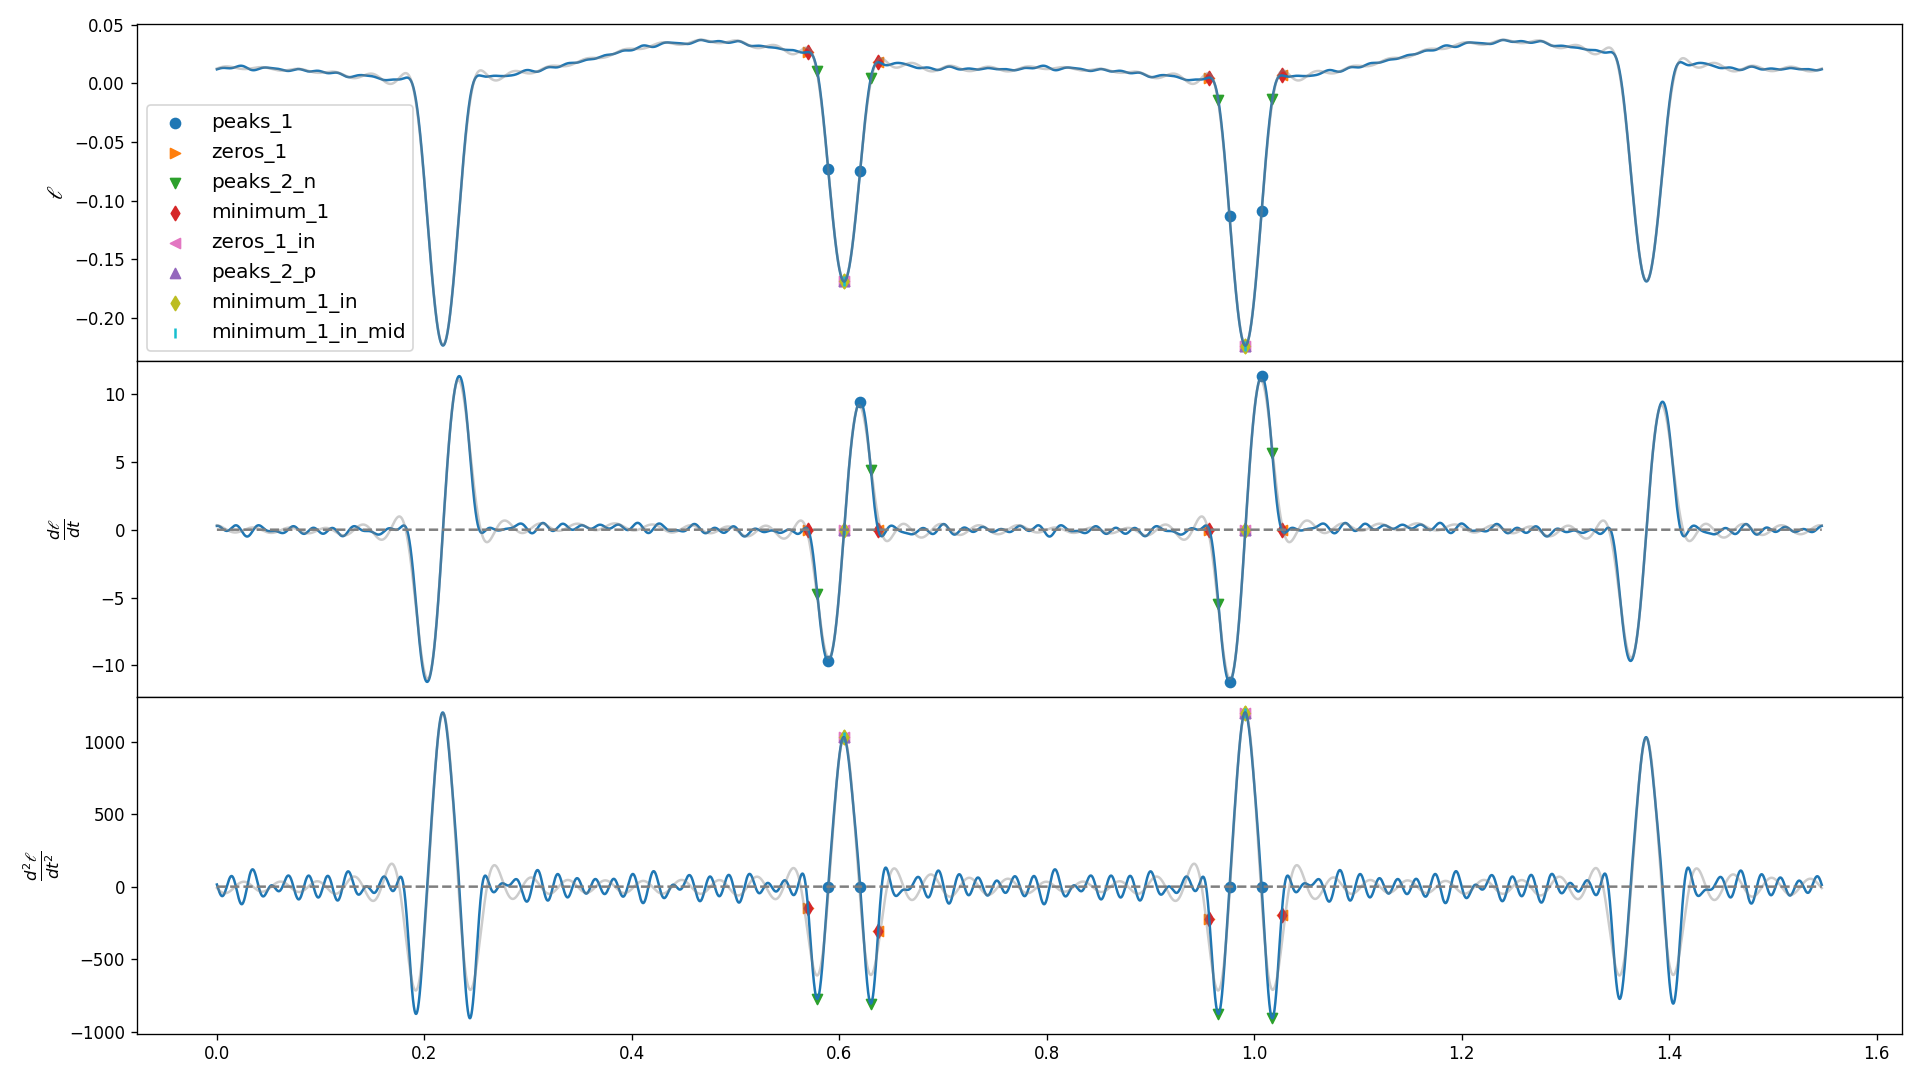 0.05
0.00
−0.05
−0.10
−0.15
−0.20
ℓ
peaks_1
zeros_1
peaks_2_n
minimum_1
zeros_1_in
peaks_2_p
minimum_1_in
minimum_1_in_mid
10
5
0
−5
−10
dℓ
dt
1000
500
0
−500
−1000
d²ℓ
dt²
0.0 0.2 0.4 0.6 0.8 1.0 1.2 1.4 1.6